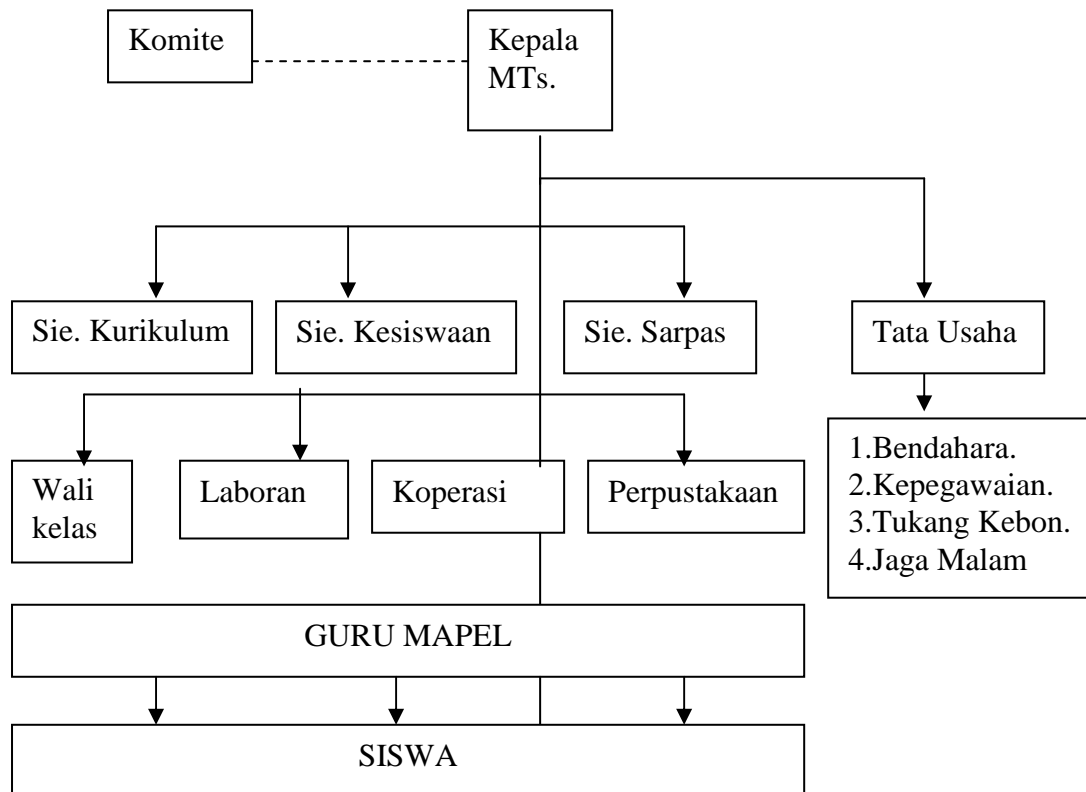 Komite
Kepala
MTs.
Sie. Kurikulum
Sie. Kesiswaan
Sie. Sarpas
Tata Usaha
Wali
kelas
Laboran
Koperasi
Perpustakaan
1.Bendahara.
2.Kepegawaian.
3.Tukang Kebon.
4.Jaga Malam
GURU MAPEL
SISWA